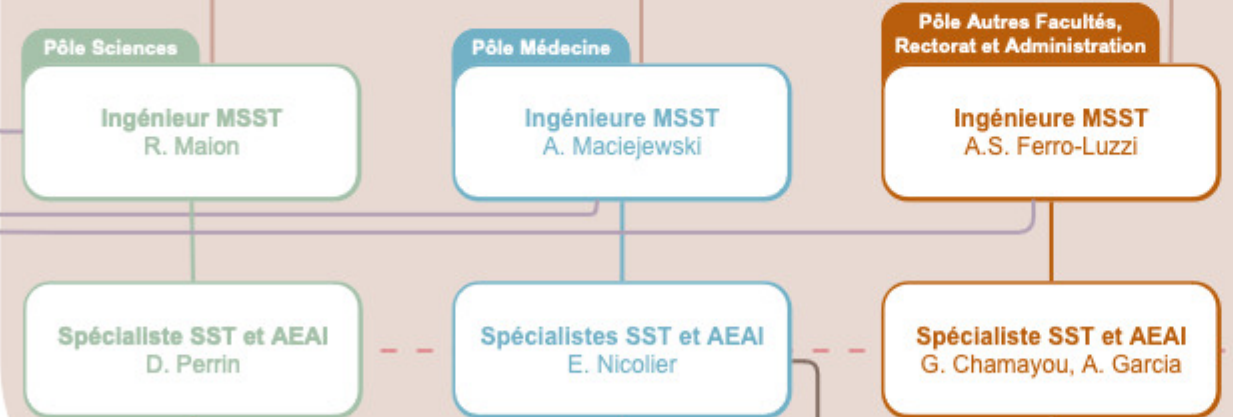 Pôle Sciences
Ingénieur MSST
R. Maion
Spécialiste SST et AEAI
D. Perrin
Pôle Médecine
Ingénieure MSST
A. Maciejewski
Spécialistes SST et AEAI
E. Nicolier
Pôle Autres Facultés,
Rectorat et Administration
Ingénieure MSST
A.S. Ferro-Luzzi
Spécialiste SST et AEAI
G. Chamayou, A. Garcia